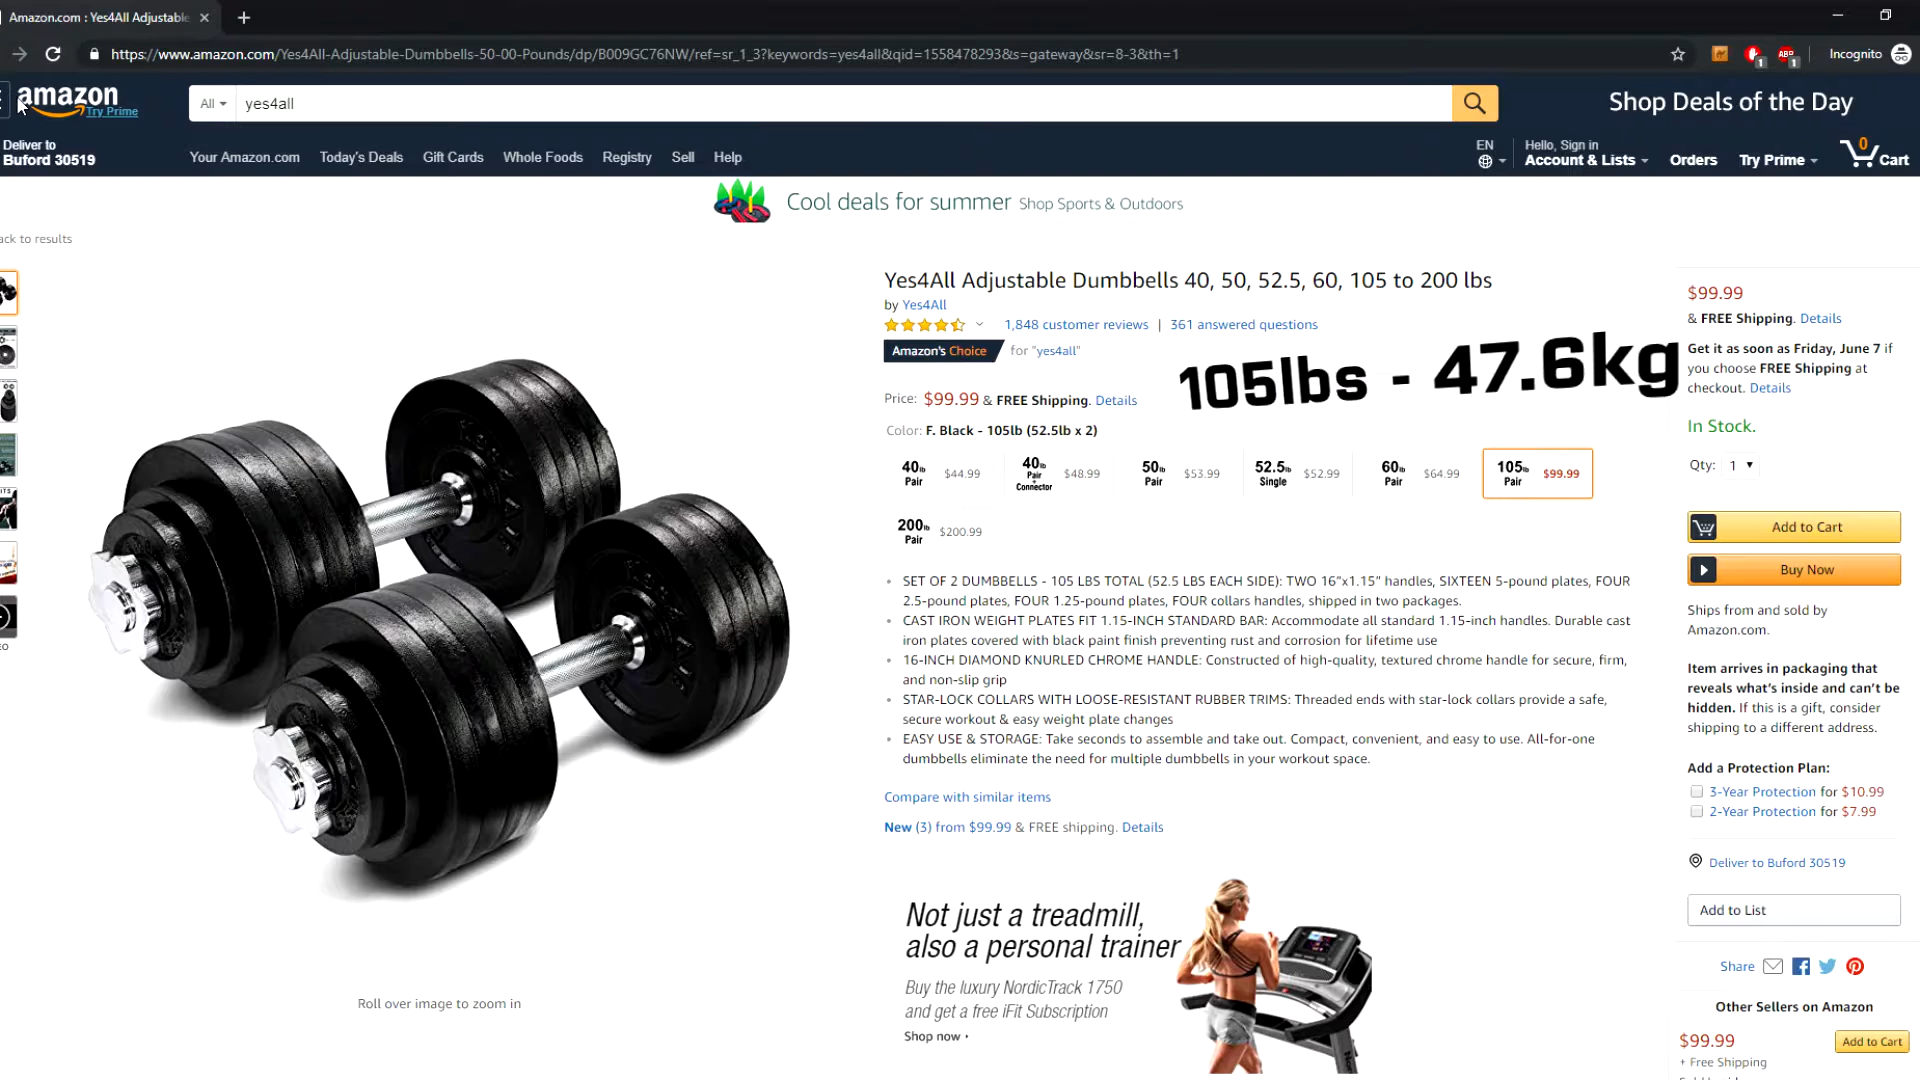 Amazon.com : Yes4All Adjustable
https://www.amazon.com/Yes4All-Adjustable-Dumbbells-50-00-Pounds/dp/B009GC76NW/ref=sr_1_3?keywords=yes4all&qid=1558478293&s=gateway&sr=8-3&th=1
1
ABP 1
Incognito
amazon
Try Prime
All
yes4all
Shop Deals of the Day
Deliver to
Buford 30519
Your Amazon.com Today's Deals Gift Cards Whole Foods Registry Sell Help
EN
Hello, Sign in
Account & Lists
Orders
Try Prime
0
Cart
Cool deals for summer Shop Sports & Outdoors
ack to results
Yes4All Adjustable Dumbbells 40, 50, 52.5, 60, 105 to 200 lbs
by Yes4All
1,848 customer reviews | 361 answered questions
Amazon's Choice for "yes4all"
105lbs - 47.6kg
Price: $99.99 & FREE Shipping. Details
Color: F. Black - 105lb (52.5lb x 2)
40lb Pair $44.99
40lb Pair + Connector $48.99
50lb Pair $53.99
52.5lb Single $52.99
60lb Pair $64.99
105lb Pair $99.99
200lb Pair $200.99
• SET OF 2 DUMBBELLS - 105 LBS TOTAL (52.5 LBS EACH SIDE): TWO 16”x1.15” handles, SIXTEEN 5-pound plates, FOUR
2.5-pound plates, FOUR 1.25-pound plates, FOUR collars handles, shipped in two packages.
• CAST IRON WEIGHT PLATES FIT 1.15-INCH STANDARD BAR: Accommodate all standard 1.15-inch handles. Durable cast
iron plates covered with black paint finish preventing rust and corrosion for lifetime use
• 16-INCH DIAMOND KNURLED CHROME HANDLE: Constructed of high-quality, textured chrome handle for secure, firm,
and non-slip grip
• STAR-LOCK COLLARS WITH LOOSE-RESISTANT RUBBER TRIMS: Threaded ends with star-lock collars provide a safe,
secure workout & easy weight plate changes
• EASY USE & STORAGE: Take seconds to assemble and take out. Compact, convenient, and easy to use. All-for-one
dumbbells eliminate the need for multiple dumbbells in your workout space.
Compare with similar items
New (3) from $99.99 & FREE shipping. Details
Not just a treadmill,
also a personal trainer
Buy the luxury NordicTrack 1750
and get a free iFit Subscription
Shop now
Roll over image to zoom in
$99.99
& FREE Shipping. Details
Get it as soon as Friday, June 7 if
you choose FREE Shipping at
checkout. Details
In Stock.
Qty: 1
Add to Cart
Buy Now
Ships from and sold by
Amazon.com.
Item arrives in packaging that
reveals what’s inside and can’t be
hidden. If this is a gift, consider
shipping to a different address.
Add a Protection Plan:
3-Year Protection for $10.99
2-Year Protection for $7.99
Deliver to Buford 30519
Add to List
Share
Other Sellers on Amazon
$99.99
Add to Cart
+ Free Shipping